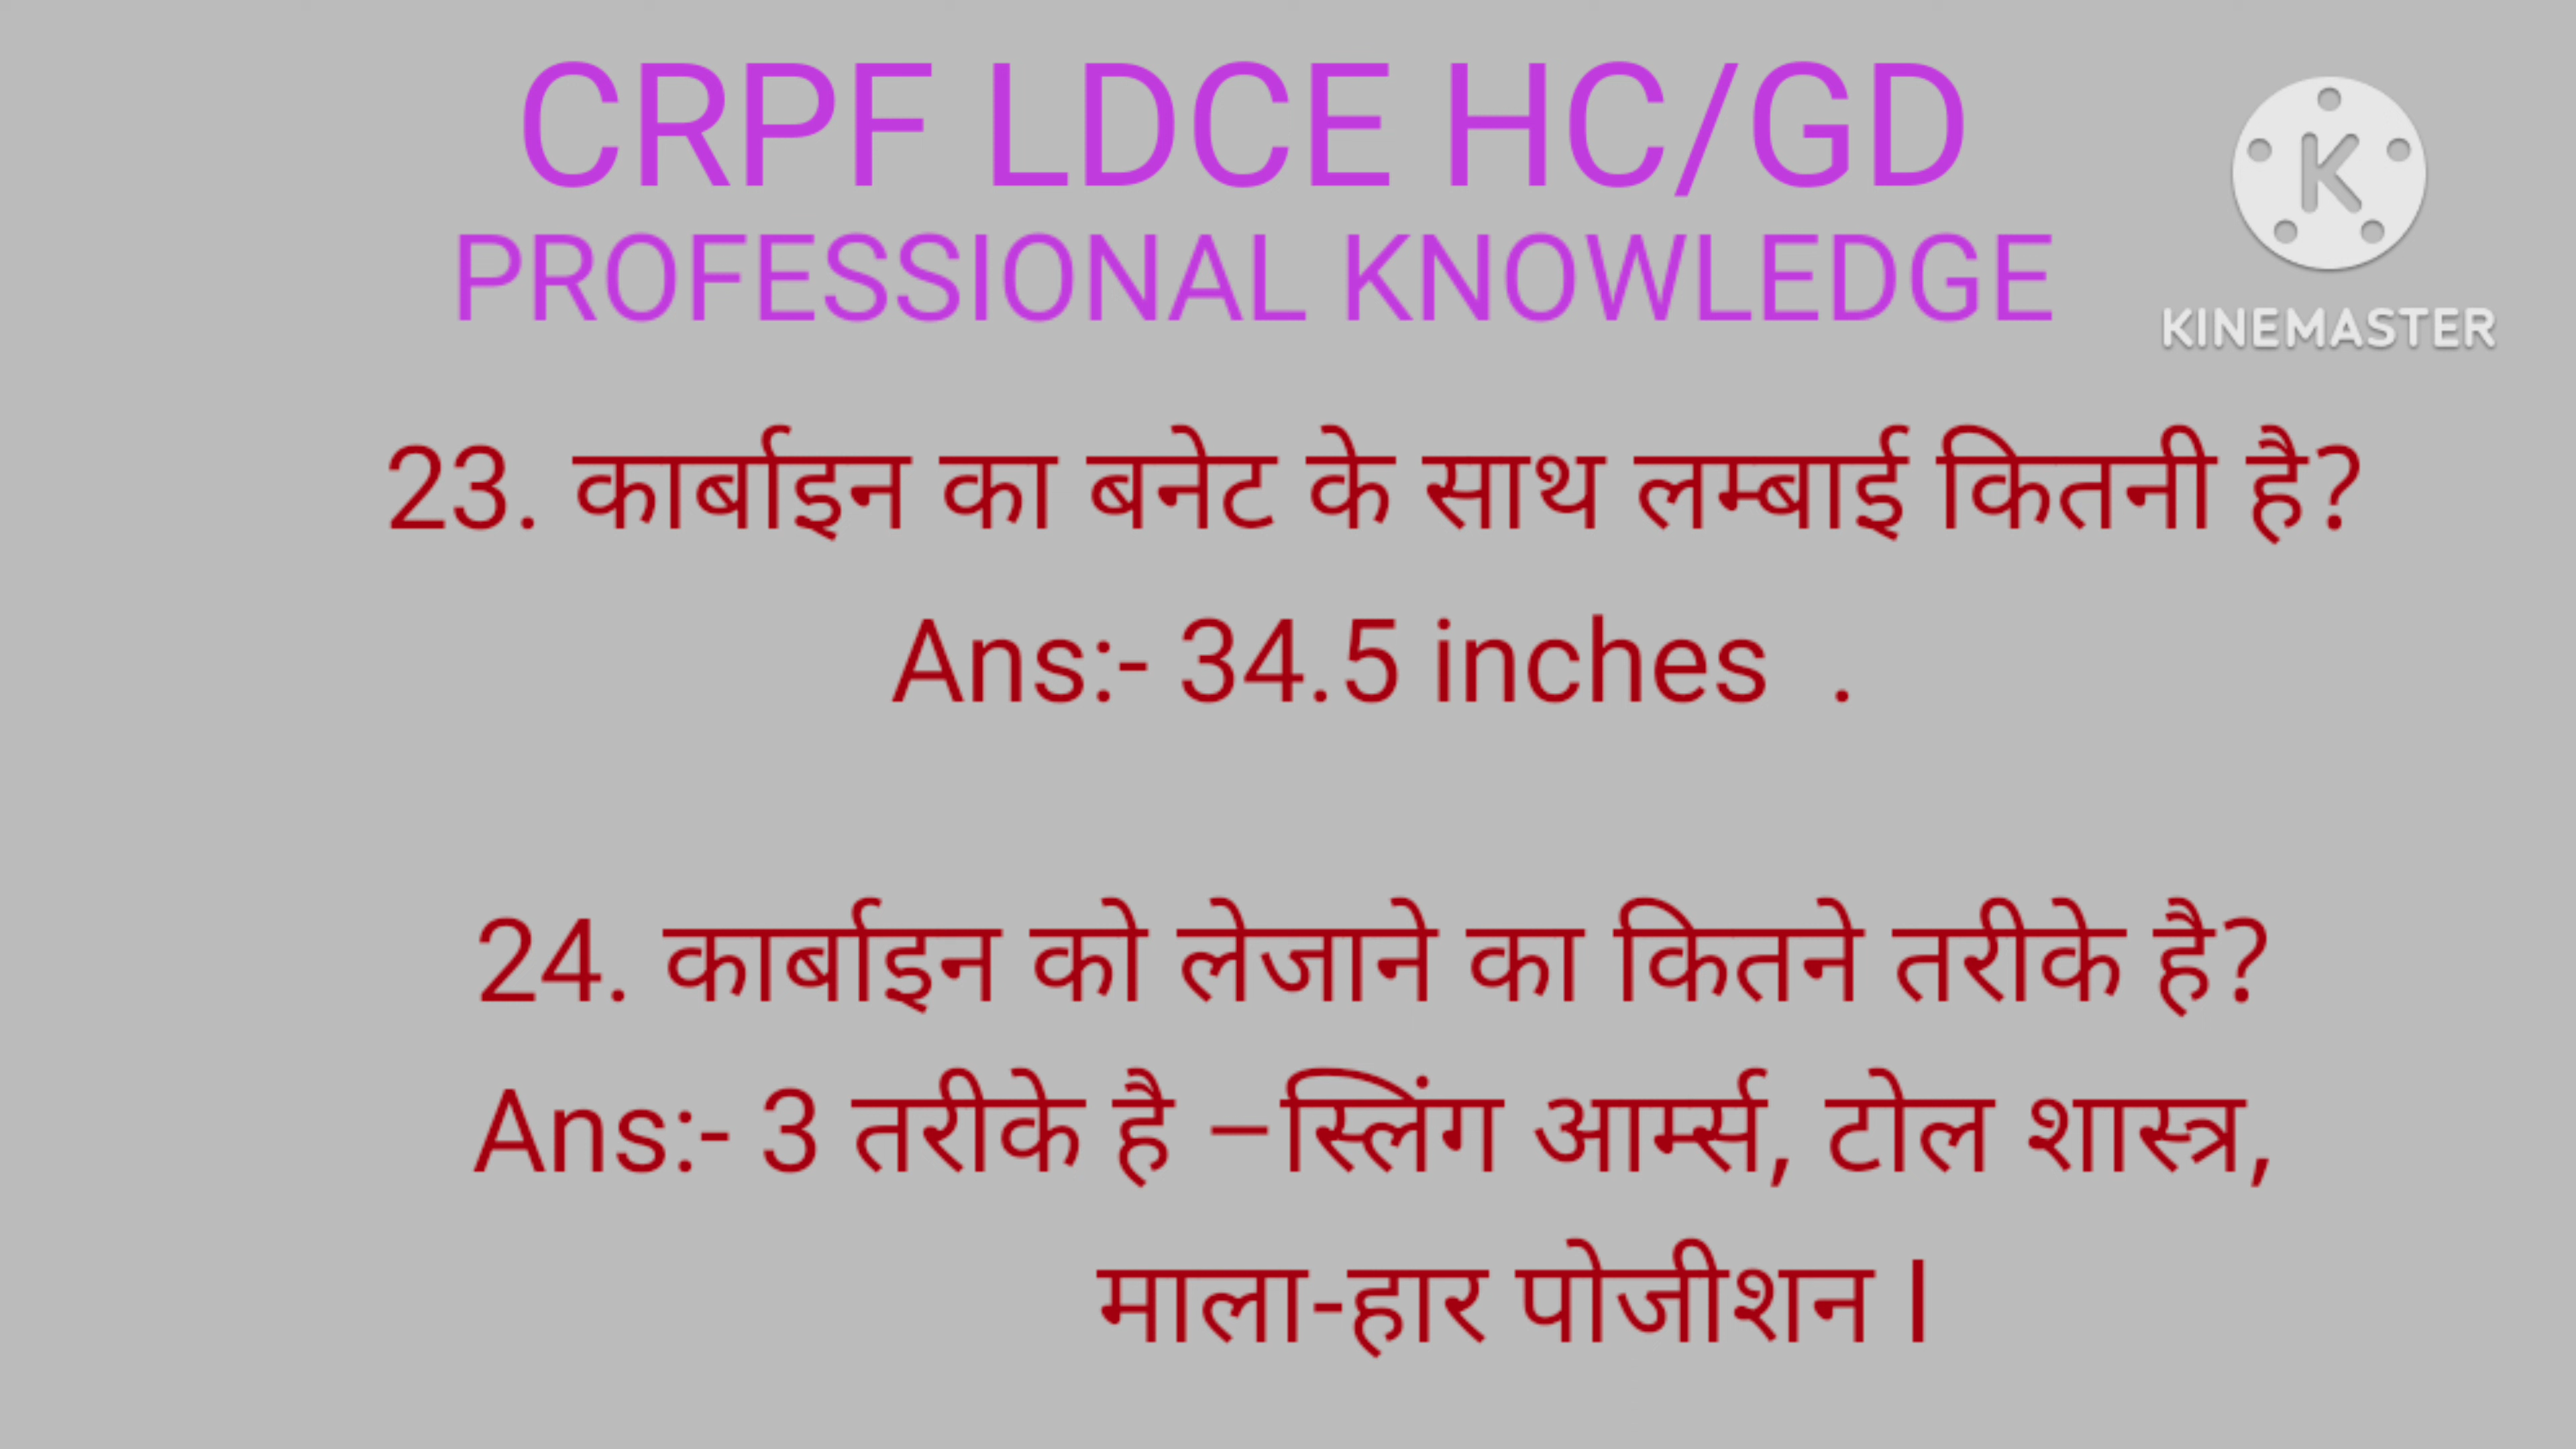 CRPF LDCE HC/GD
PROFESSIONAL KNOWLEDGE
K
KINEMASTER
23. कार्बाइन का बनेट के साथ लम्बाई कितनी है?
Ans:- 34.5 inches .
24. कार्बाइन को लेजाने का कितने तरीके है?
Ans:- 3 तरीके है –स्लिंग आर्म्स, टोल शास्त्र,
माला-हार पोजीशन l